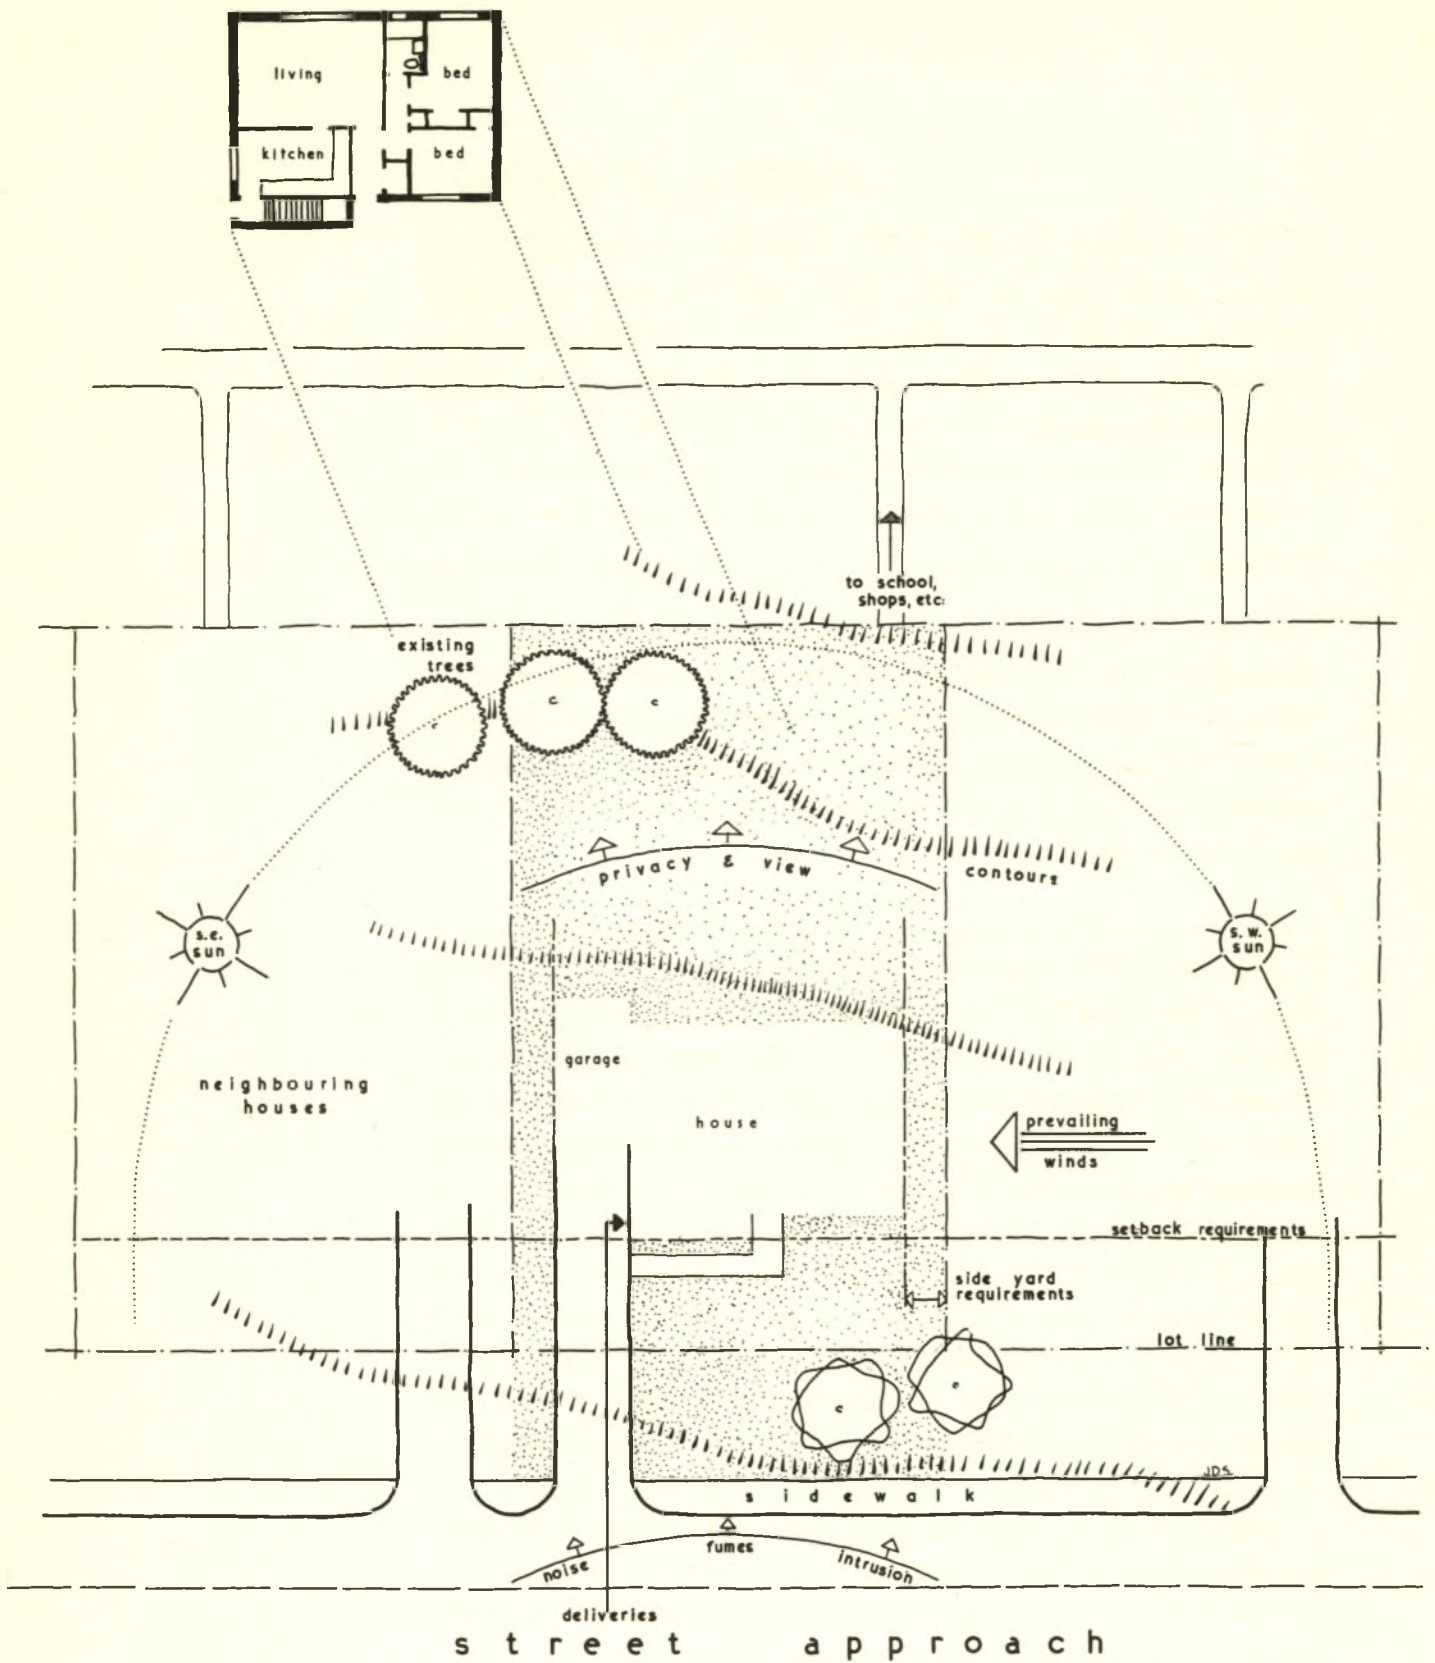 living
bed
kitchen
bed
to school,
shops, etc.
existing
trees
privacy & view
contours
s.e.
sun
s.w.
sun
garage
neighbouring
houses
house
prevailing
winds
setback requirements
side yard
requirements
lot line
J.D.S.
sidewalk
noise
fumes
intrusion
deliveries
street approach